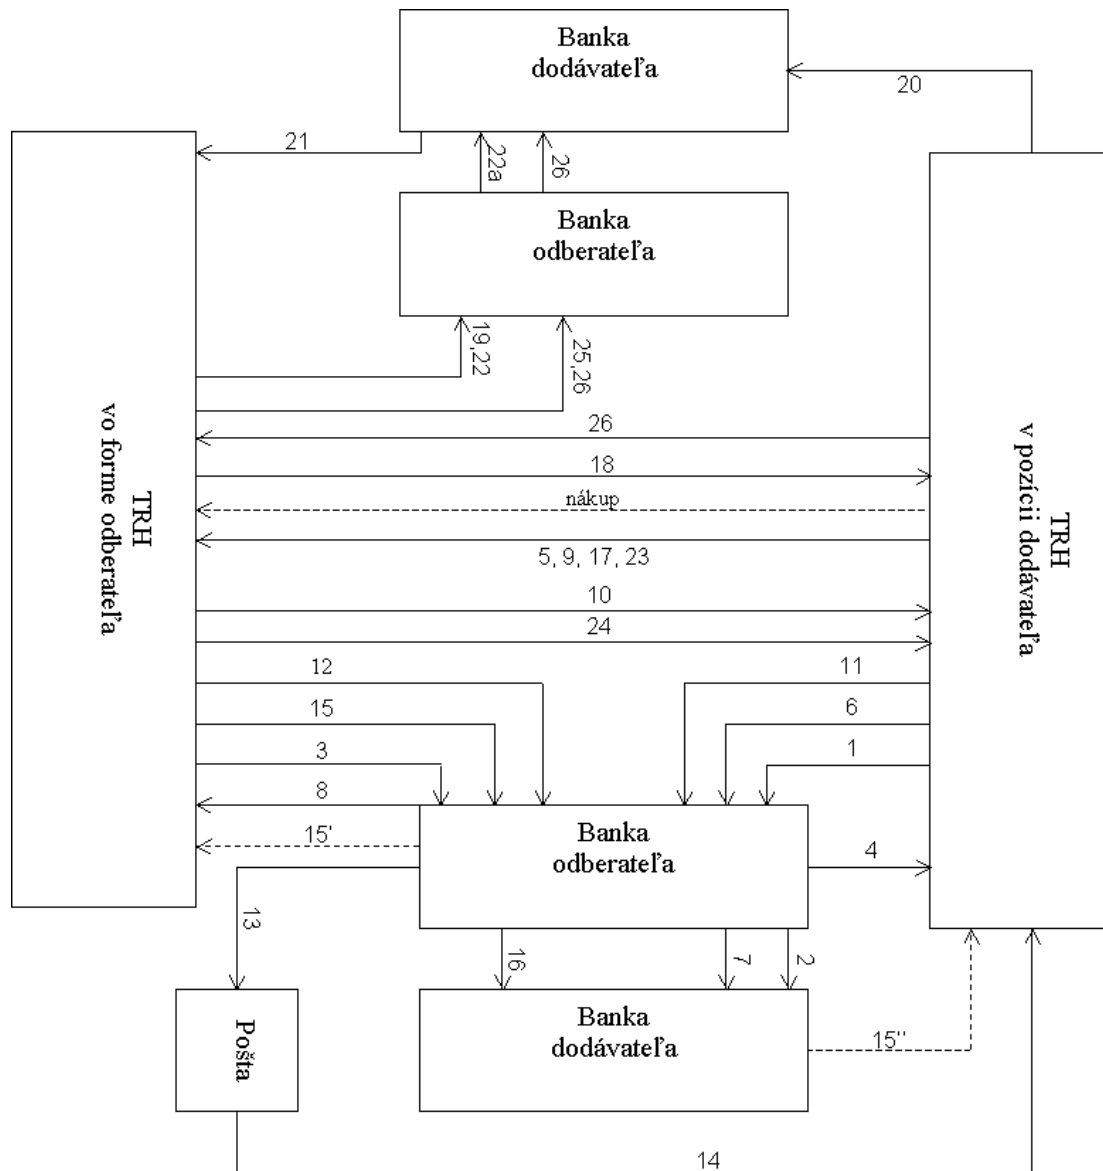 Banka
dodávateľa
20
21
22a
26
Banka
odberateľa
19,22
25,26
26
18
nákup
5, 9, 17, 23
TRH
vo forme odberateľa
TRH
v pozícii dodávateľa
10
24
12
11
15
6
3
1
8
15'
Banka
odberateľa
4
13
16
7
2
Pošta
Banka
dodávateľa
15''
14